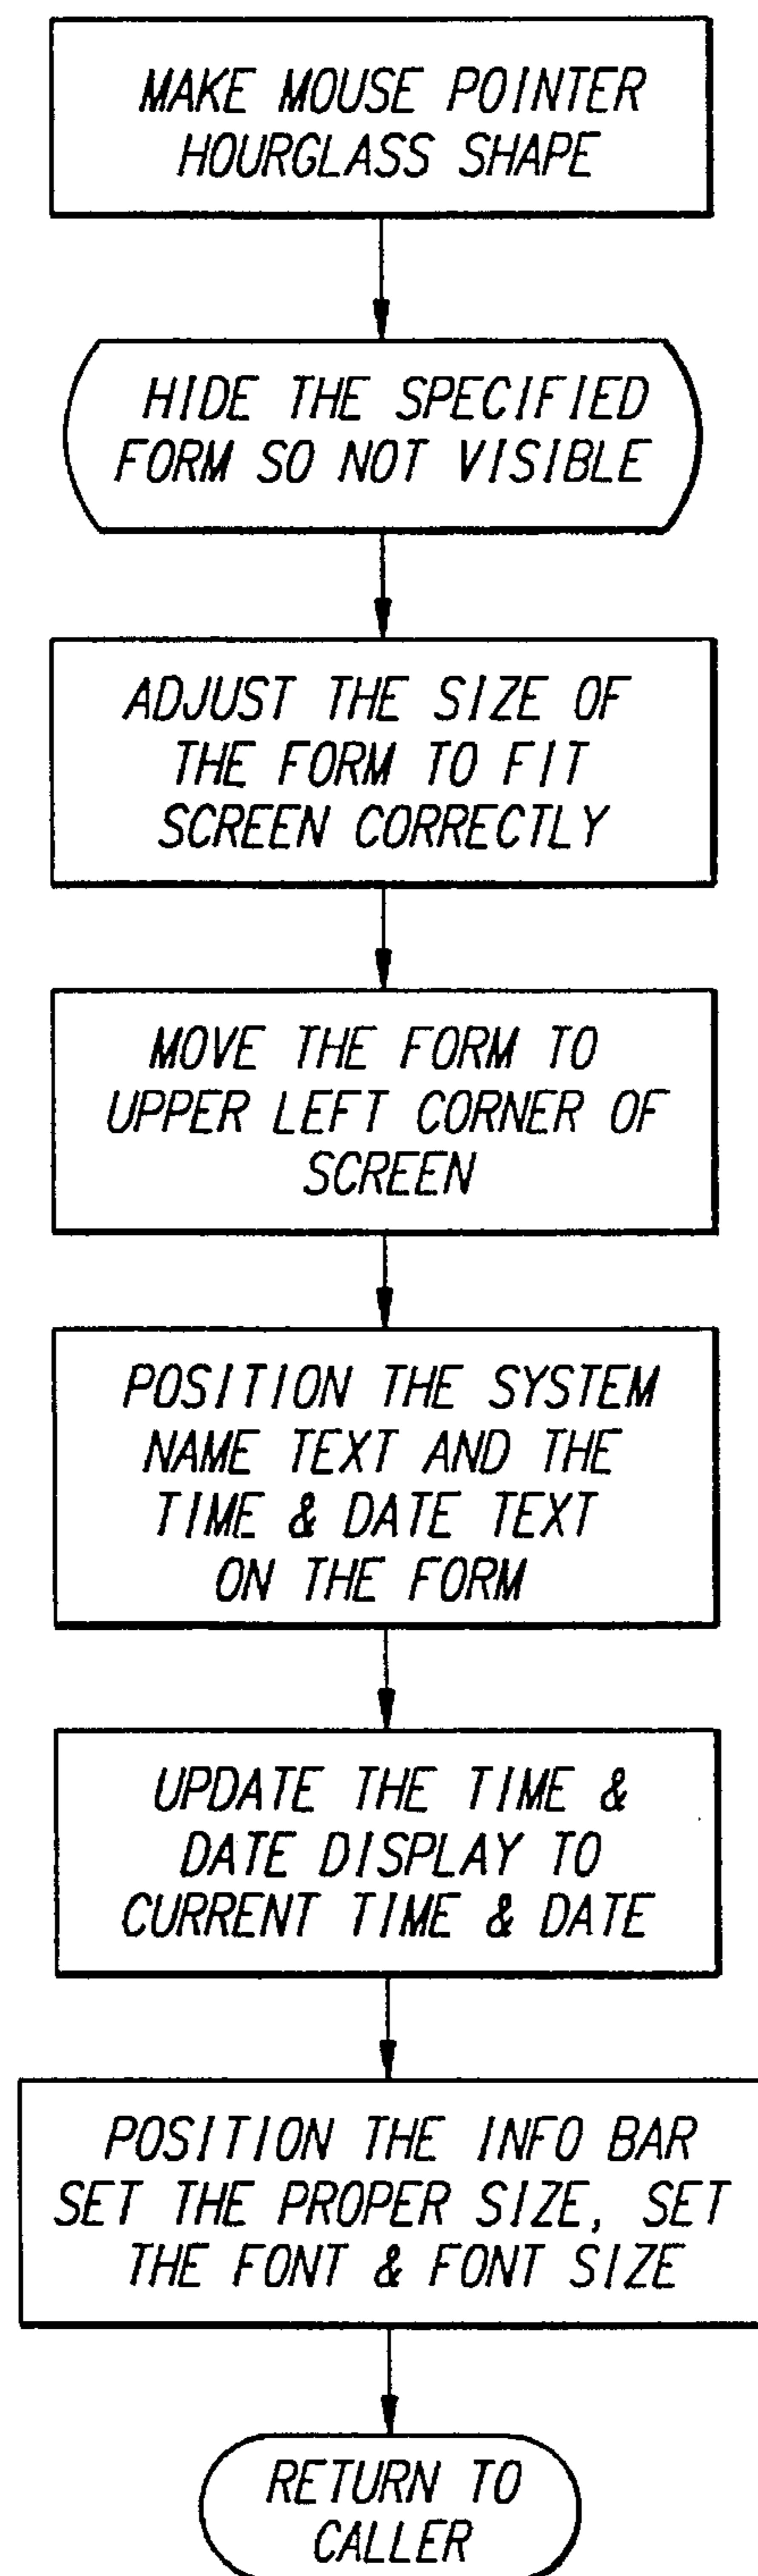 MAKE MOUSE POINTER
HOURGLASS SHAPE
HIDE THE SPECIFIED
FORM SO NOT VISIBLE
ADJUST THE SIZE OF
THE FORM TO FIT
SCREEN CORRECTLY
MOVE THE FORM TO
UPPER LEFT CORNER OF
SCREEN
POSITION THE SYSTEM
NAME TEXT AND THE
TIME & DATE TEXT
ON THE FORM
UPDATE THE TIME &
DATE DISPLAY TO
CURRENT TIME & DATE
POSITION THE INFO BAR
SET THE PROPER SIZE, SET
THE FONT & FONT SIZE
RETURN TO
CALLER